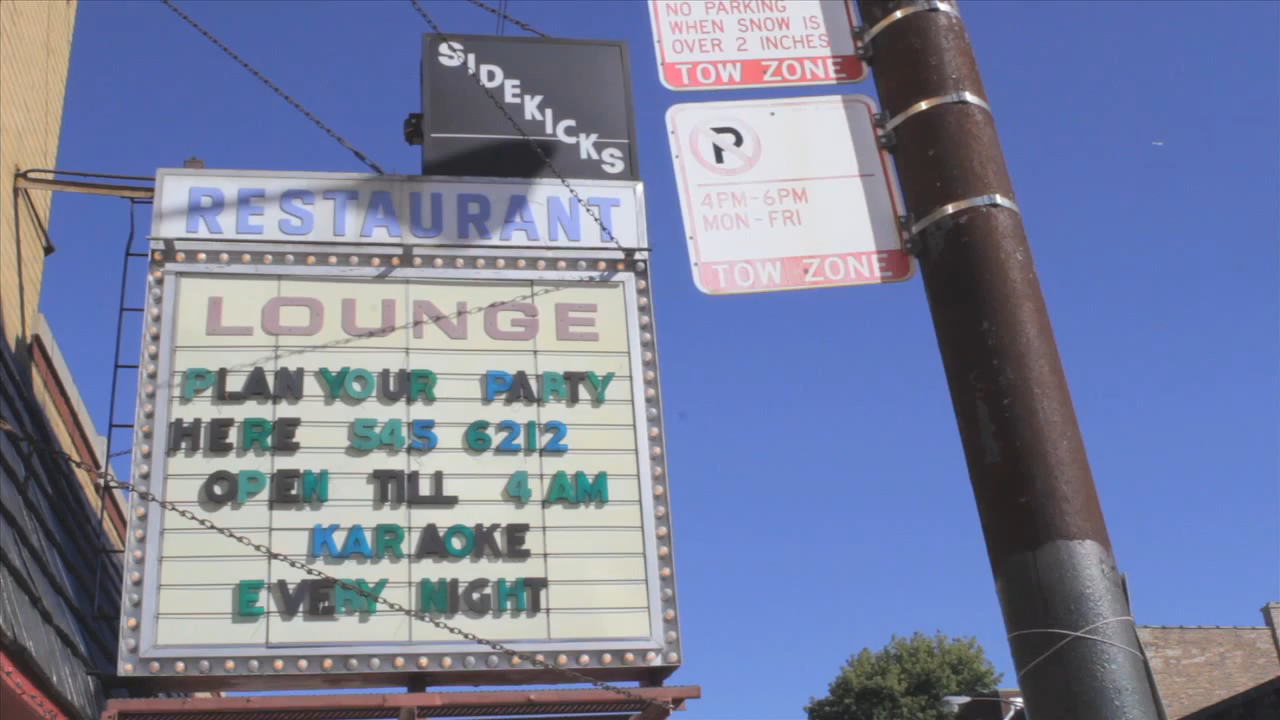 SIDEKICKS
RESTAURANT
LOUNGE
PLAN YOUR PARTY
HERE 545 6212
OPEN TILL 4 AM
KARAOKE
EVERY NIGHT
NO PARKING
WHEN SNOW IS
OVER 2 INCHES
TOW ZONE
P
4PM-6PM
MON-FRI
TOW ZONE